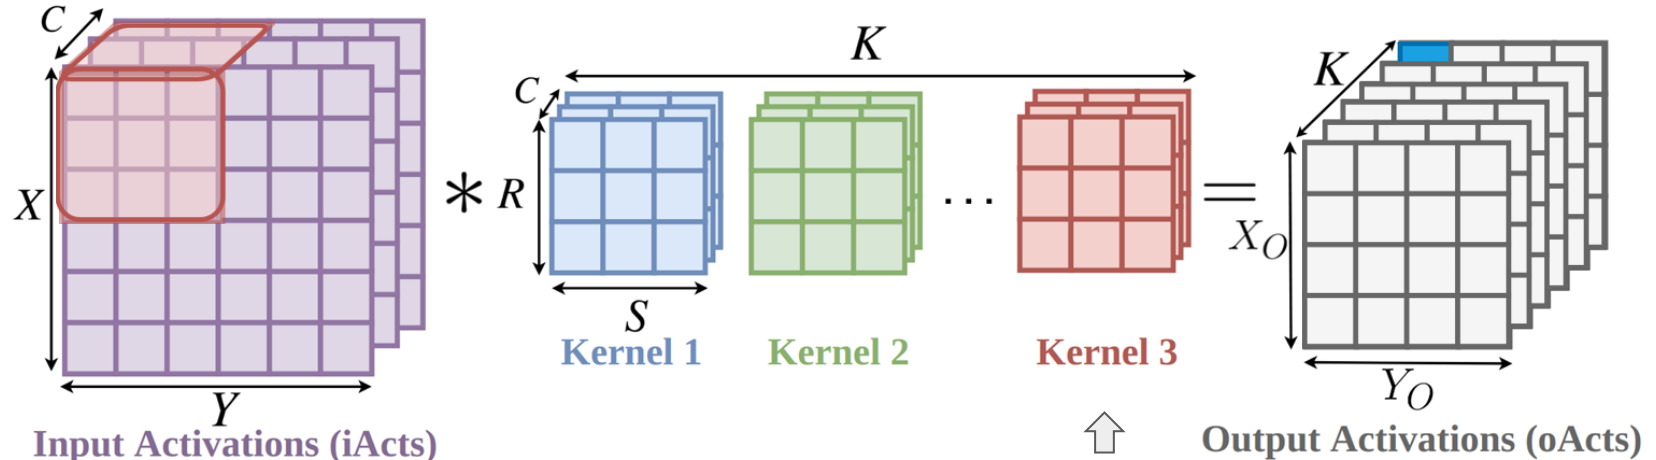 C
X
Y
Input Activations (iActs)
*
K
C
R
S
Kernel 1
Kernel 2
...
Kernel 3
=
K
X_O
Y_O
Output Activations (oActs)